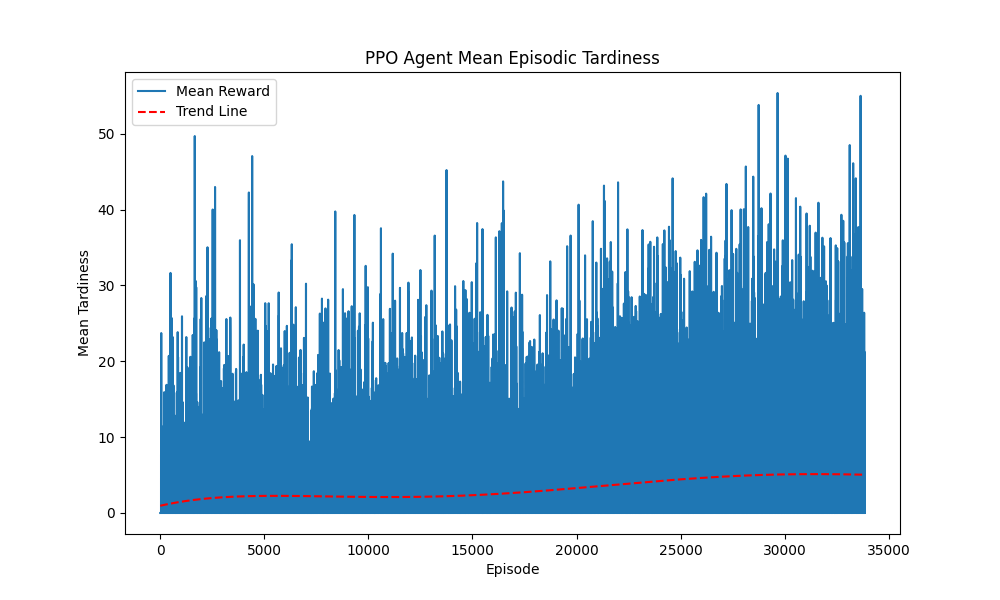 PPO Agent Mean Episodic Tardiness
Mean Reward
Trend Line
Mean Tardiness
50
40
30
20
10
0
0 5000 10000 15000 20000 25000 30000 35000
Episode